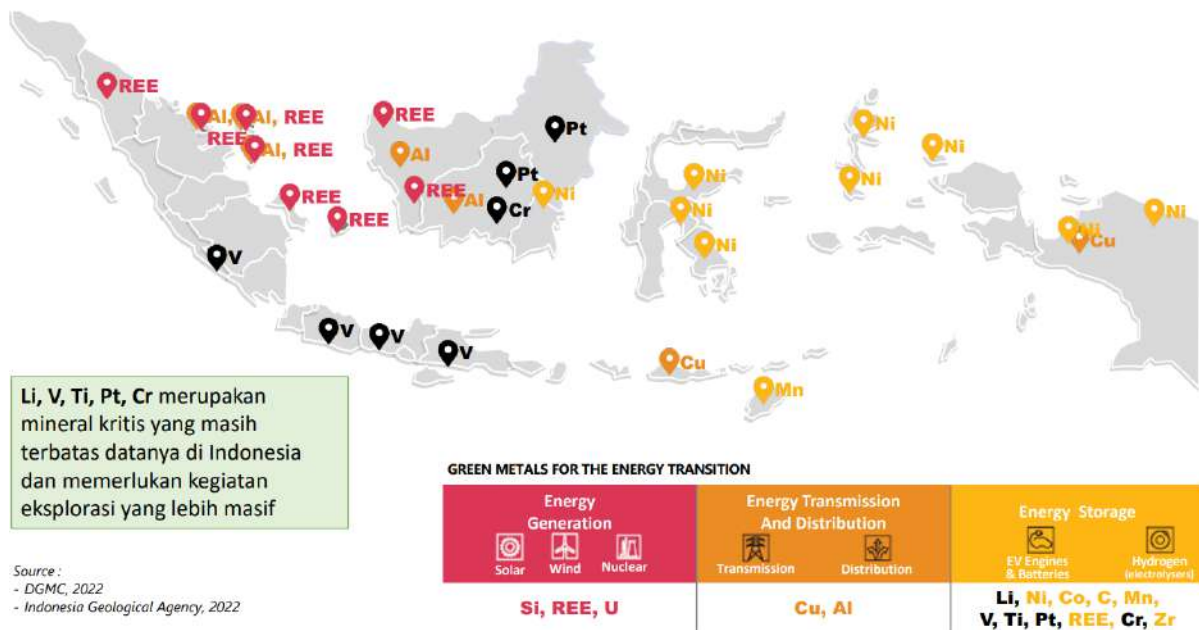 REE
Al,
REE
Al, REE
Al, REE
REE
Al
Pt
Pt
REE
Al
Cr
Ni
REE
REE
V
V
V
V
Ni
Ni
Ni
Ni
Ni
Ni
Ni
Ni
Cu
Cu
Mn
Li, V, Ti, Pt, Cr merupakan
mineral kritis yang masih
terbatas datanya di Indonesia
dan memerlukan kegiatan
eksplorasi yang lebih masif
Source :
- DGMC, 2022
- Indonesia Geological Agency, 2022
GREEN METALS FOR THE ENERGY TRANSITION
Energy
Generation
Solar Wind Nuclear
Si, REE, U
Energy Transmission
And Distribution
Transmission Distribution
Cu, Al
Energy Storage
EV Engines
& Batteries
Hydrogen
(electrolysers)
Li, Ni, Co, C, Mn,
V, Ti, Pt, REE, Cr, Zr